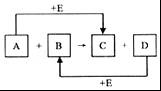 +E
A + B → C + D
+E